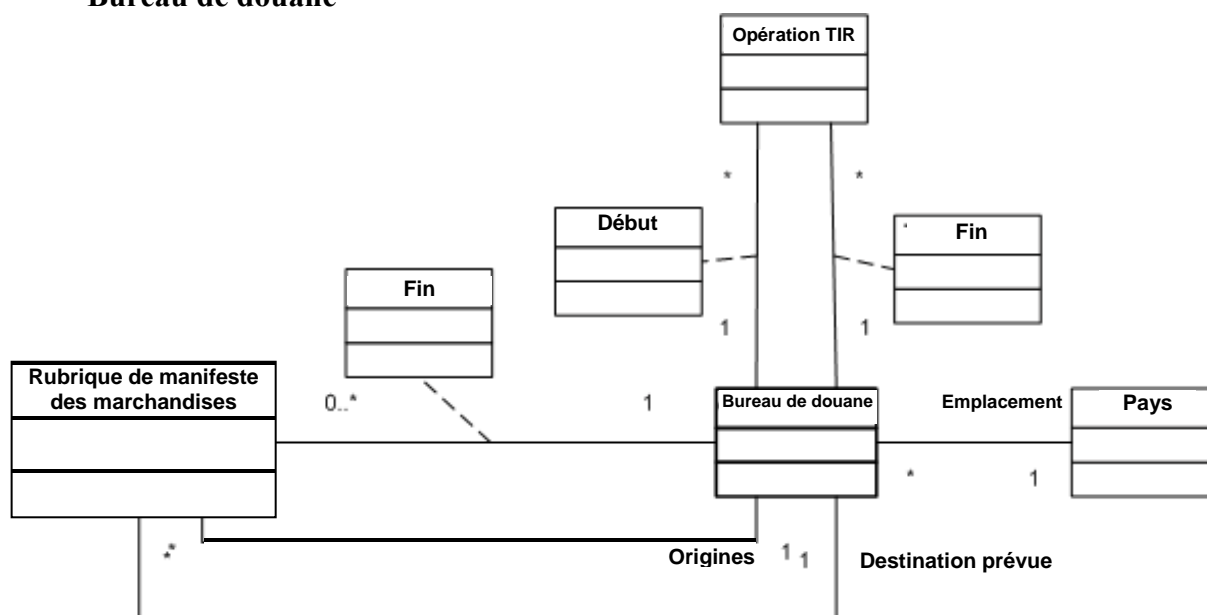 Bureau de douane
Opération TIR
*
*
Début
Fin
Fin
1
1
Rubrique de manifeste
des marchandises
0..*
1
Bureau de douane
Emplacement
Pays
*
1
*
*
Origines
1
1
Destination prévue